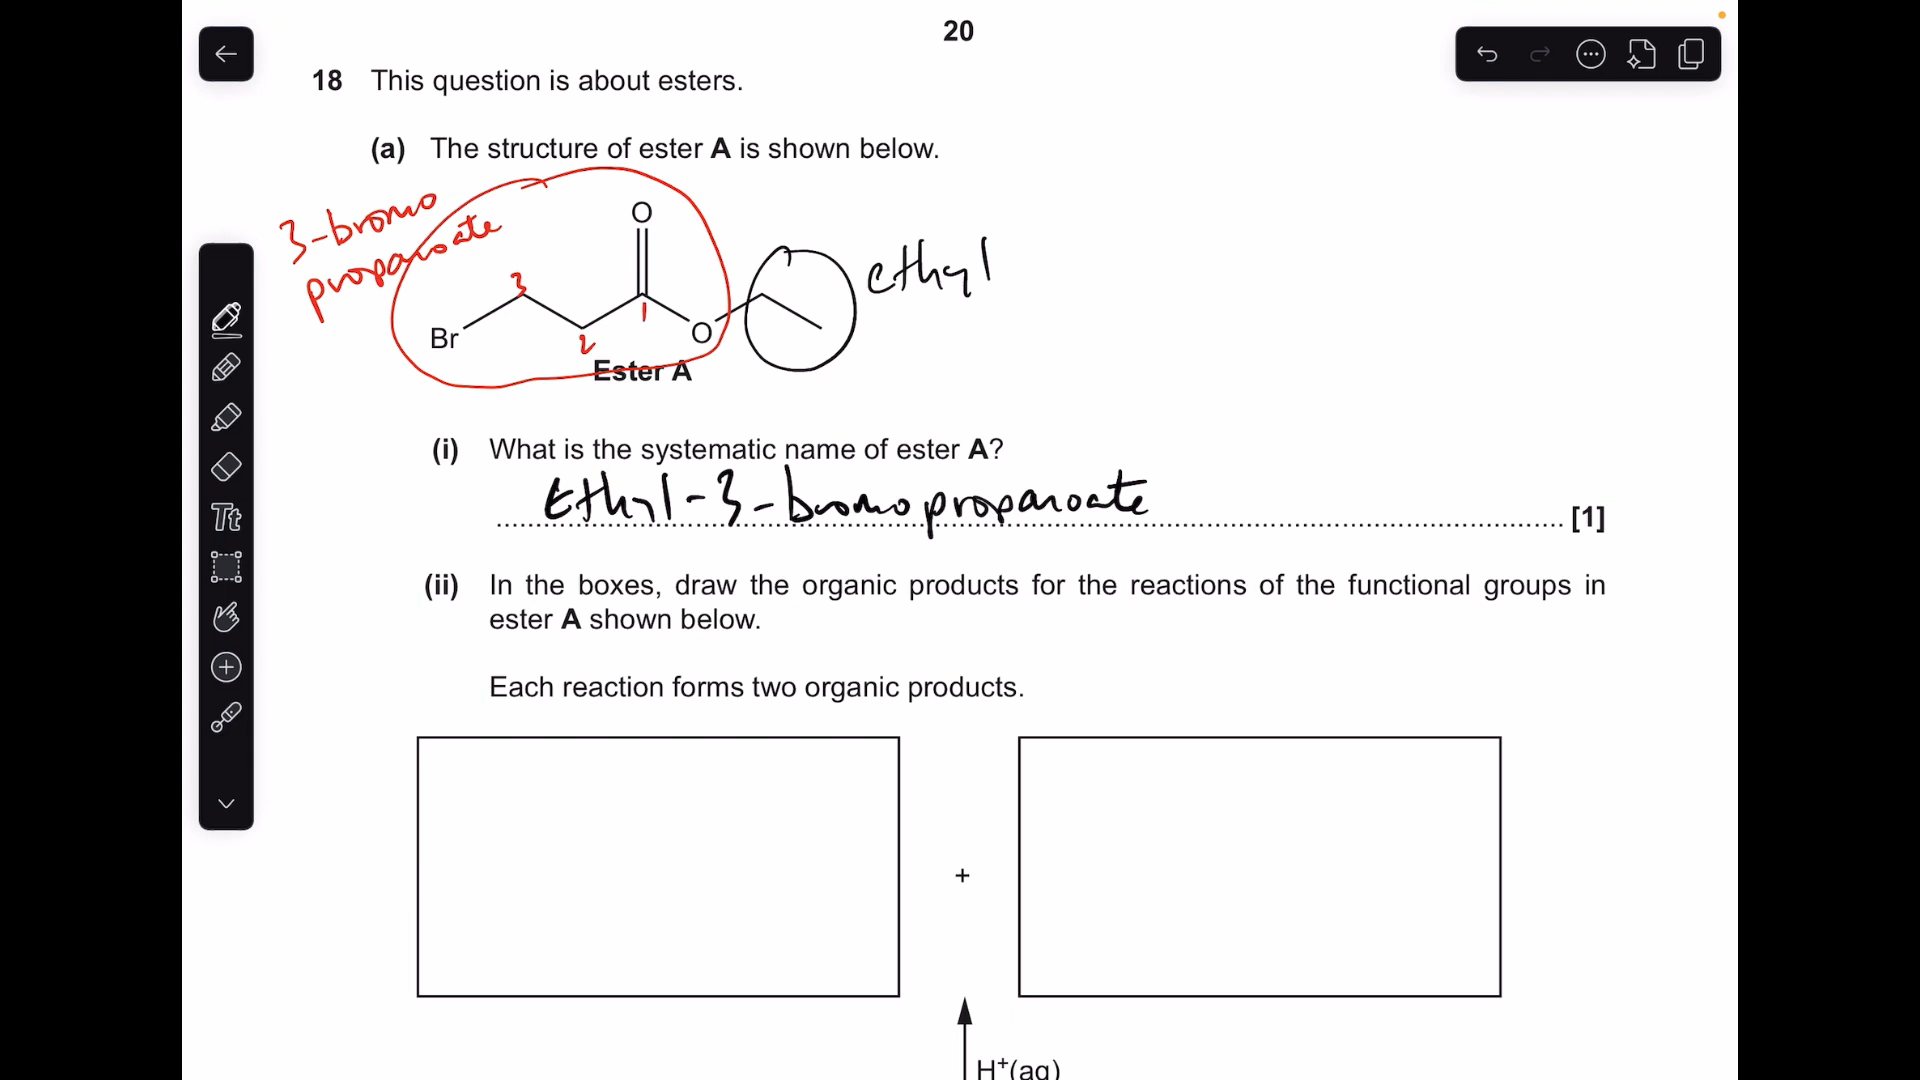 20
18 This question is about esters.
(a) The structure of ester A is shown below.
3-bromo
propanoate
O
ethyl
3
1
Br
2
O
Ester A
(i) What is the systematic name of ester A?
Ethyl-3-bromopropanoate
[1]
(ii) In the boxes, draw the organic products for the reactions of the functional groups in
ester A shown below.
Each reaction forms two organic products.
+
H+(aq)
Tt